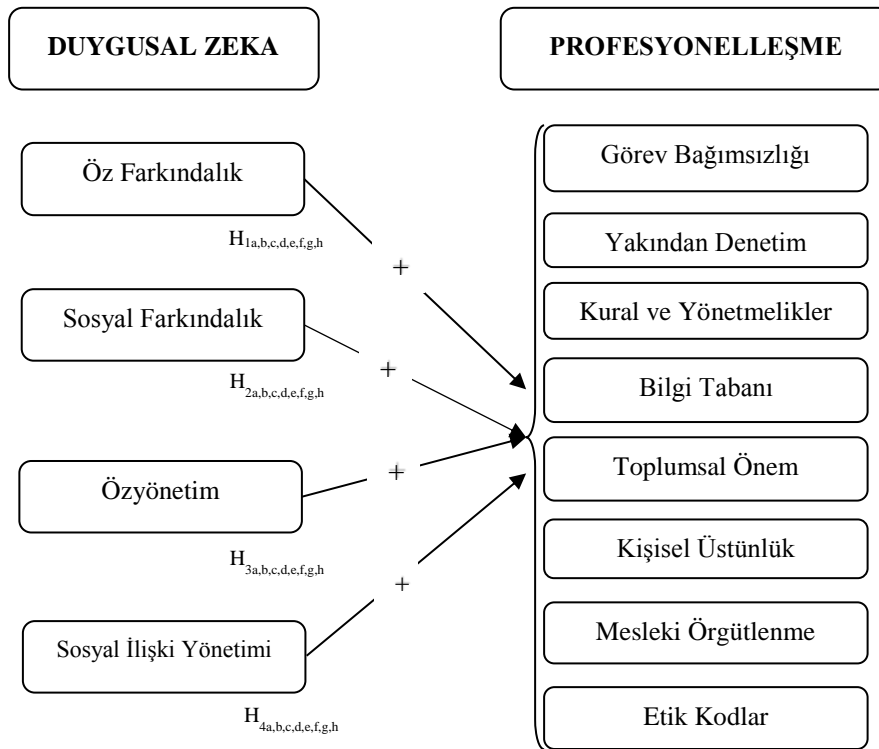 DUYGUSAL ZEKA
PROFESYONELLEŞME
Öz Farkındalık
H1a,b,c,d,e,f,g,h
+
Sosyal Farkındalık
H2a,b,c,d,e,f,g,h
+
Özyönetim
H3a,b,c,d,e,f,g,h
+
Sosyal İlişki Yönetimi
H4a,b,c,d,e,f,g,h
+
Görev Bağımsızlığı
Yakından Denetim
Kural ve Yönetmelikler
Bilgi Tabanı
Toplumsal Önem
Kişisel Üstünlük
Mesleki Örgütlenme
Etik Kodlar